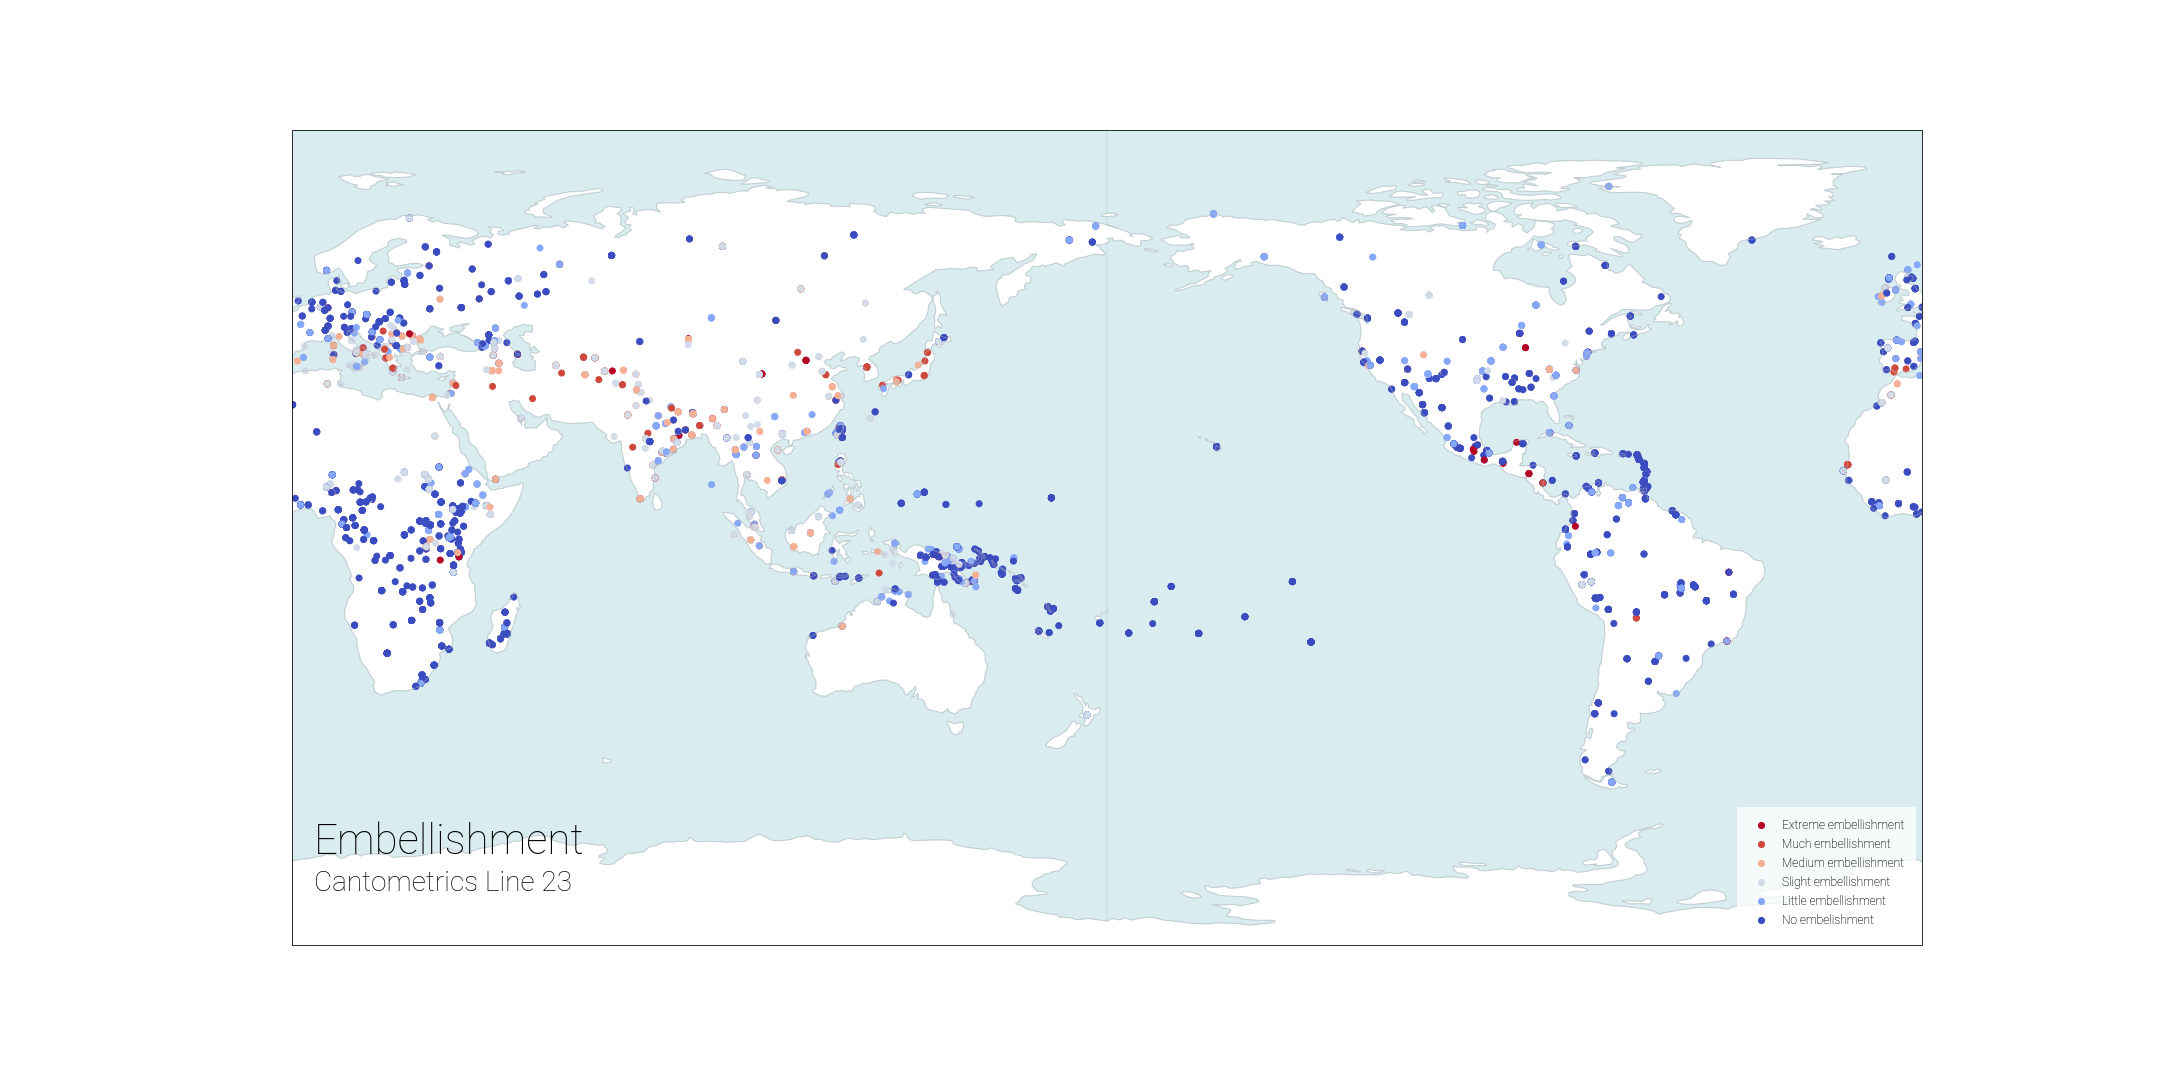 Embellishment
Cantometrics Line 23
Extreme embellishment
Much embellishment
Medium embellishment
Slight embellishment
Little embellishment
No embelishment